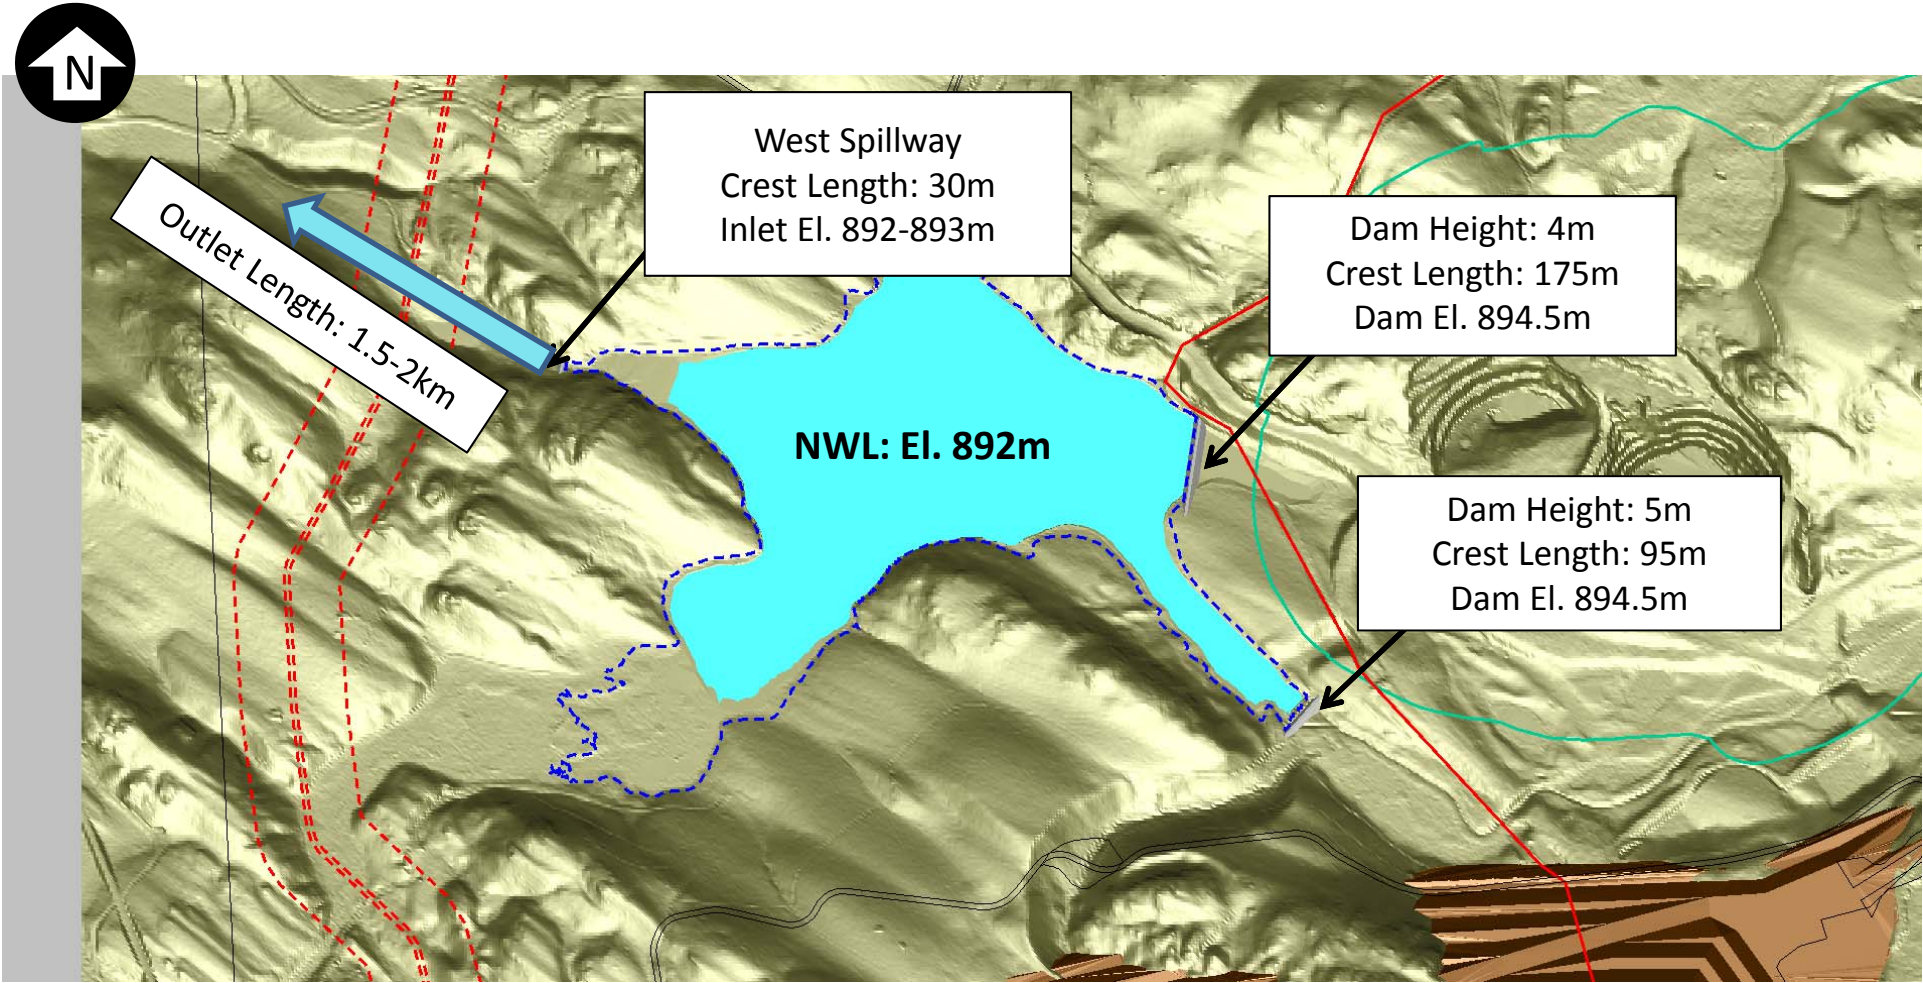 N
West Spillway
Crest Length: 30m
Inlet El. 892-893m
Outlet Length: 1.5-2km
Dam Height: 4m
Crest Length: 175m
Dam El. 894.5m
NWL: El. 892m
Dam Height: 5m
Crest Length: 95m
Dam El. 894.5m